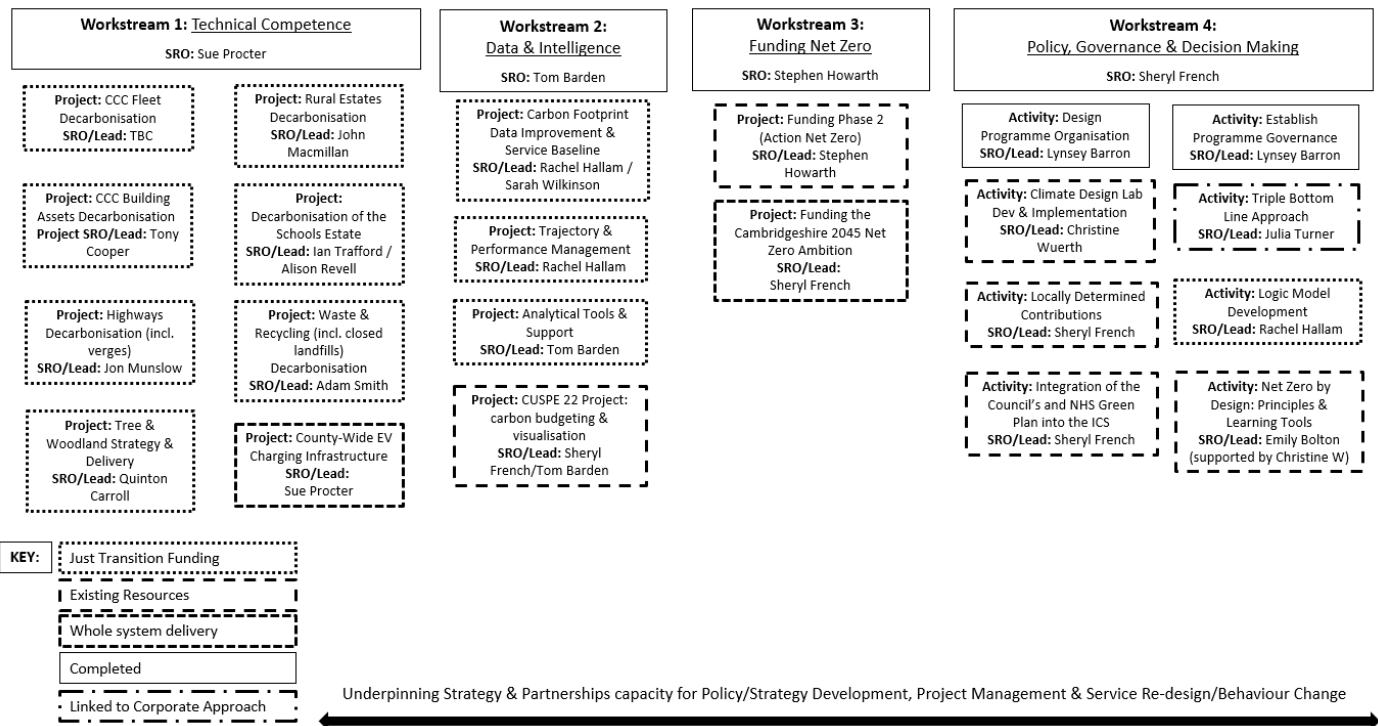 Workstream 1: Technical Competence
SRO: Sue Procter
Project: CCC Fleet
Decarbonisation
SRO/Lead: TBC
Project: Rural Estates
Decarbonisation
SRO/Lead: John
Macmillan
Project: CCC Building
Assets Decarbonisation
Project SRO/Lead: Tony
Cooper
Project:
Decarbonisation of the
Schools Estate
SRO/Lead: Ian Trafford /
Alison Revell
Project: Highways
Decarbonisation (incl.
verges)
SRO/Lead: Jon Munslow
Project: Waste &
Recycling (incl. closed
landfills)
Decarbonisation
SRO/Lead: Adam Smith
Project: Tree &
Woodland Strategy &
Delivery
SRO/Lead: Quinton
Carroll
Project: County-Wide EV
Charging Infrastructure
SRO/Lead:
Sue Procter
Workstream 2:
Data & Intelligence
SRO: Tom Barden
Project: Carbon Footprint
Data Improvement &
Service Baseline
SRO/Lead: Rachel Hallam /
Sarah Wilkinson
Project: Trajectory &
Performance Management
SRO/Lead: Rachel Hallam
Project: Analytical Tools &
Support
SRO/Lead: Tom Barden
Project: CUSPE 22 Project:
carbon budgeting &
visualisation
SRO/Lead: Sheryl
French/Tom Barden
Workstream 3:
Funding Net Zero
SRO: Stephen Howarth
Project: Funding Phase 2
(Action Net Zero)
SRO/Lead: Stephen
Howarth
Project: Funding the
Cambridgeshire 2045 Net
Zero Ambition
SRO/Lead:
Sheryl French
Workstream 4:
Policy, Governance & Decision Making
SRO: Sheryl French
Activity: Design
Programme Organisation
SRO/Lead: Lynsey Barron
Activity: Establish
Programme Governance
SRO/Lead: Lynsey Barron
Activity: Climate Design Lab
Dev & Implementation
SRO/Lead: Christine
Wuerth
Activity: Triple Bottom
Line Approach
SRO/Lead: Julia Turner
Activity: Locally Determined
Contributions
SRO/Lead: Sheryl French
Activity: Logic Model
Development
SRO/Lead: Rachel Hallam
Activity: Integration of the
Council's and NHS Green
Plan into the ICS
SRO/Lead: Sheryl French
Activity: Net Zero by
Design: Principles &
Learning Tools
SRO/Lead: Emily Bolton
(supported by Christine W)
KEY:
Just Transition Funding
Existing Resources
Whole system delivery
Completed
Linked to Corporate Approach
Underpinning Strategy & Partnerships capacity for Policy/Strategy Development, Project Management & Service Re-design/Behaviour Change